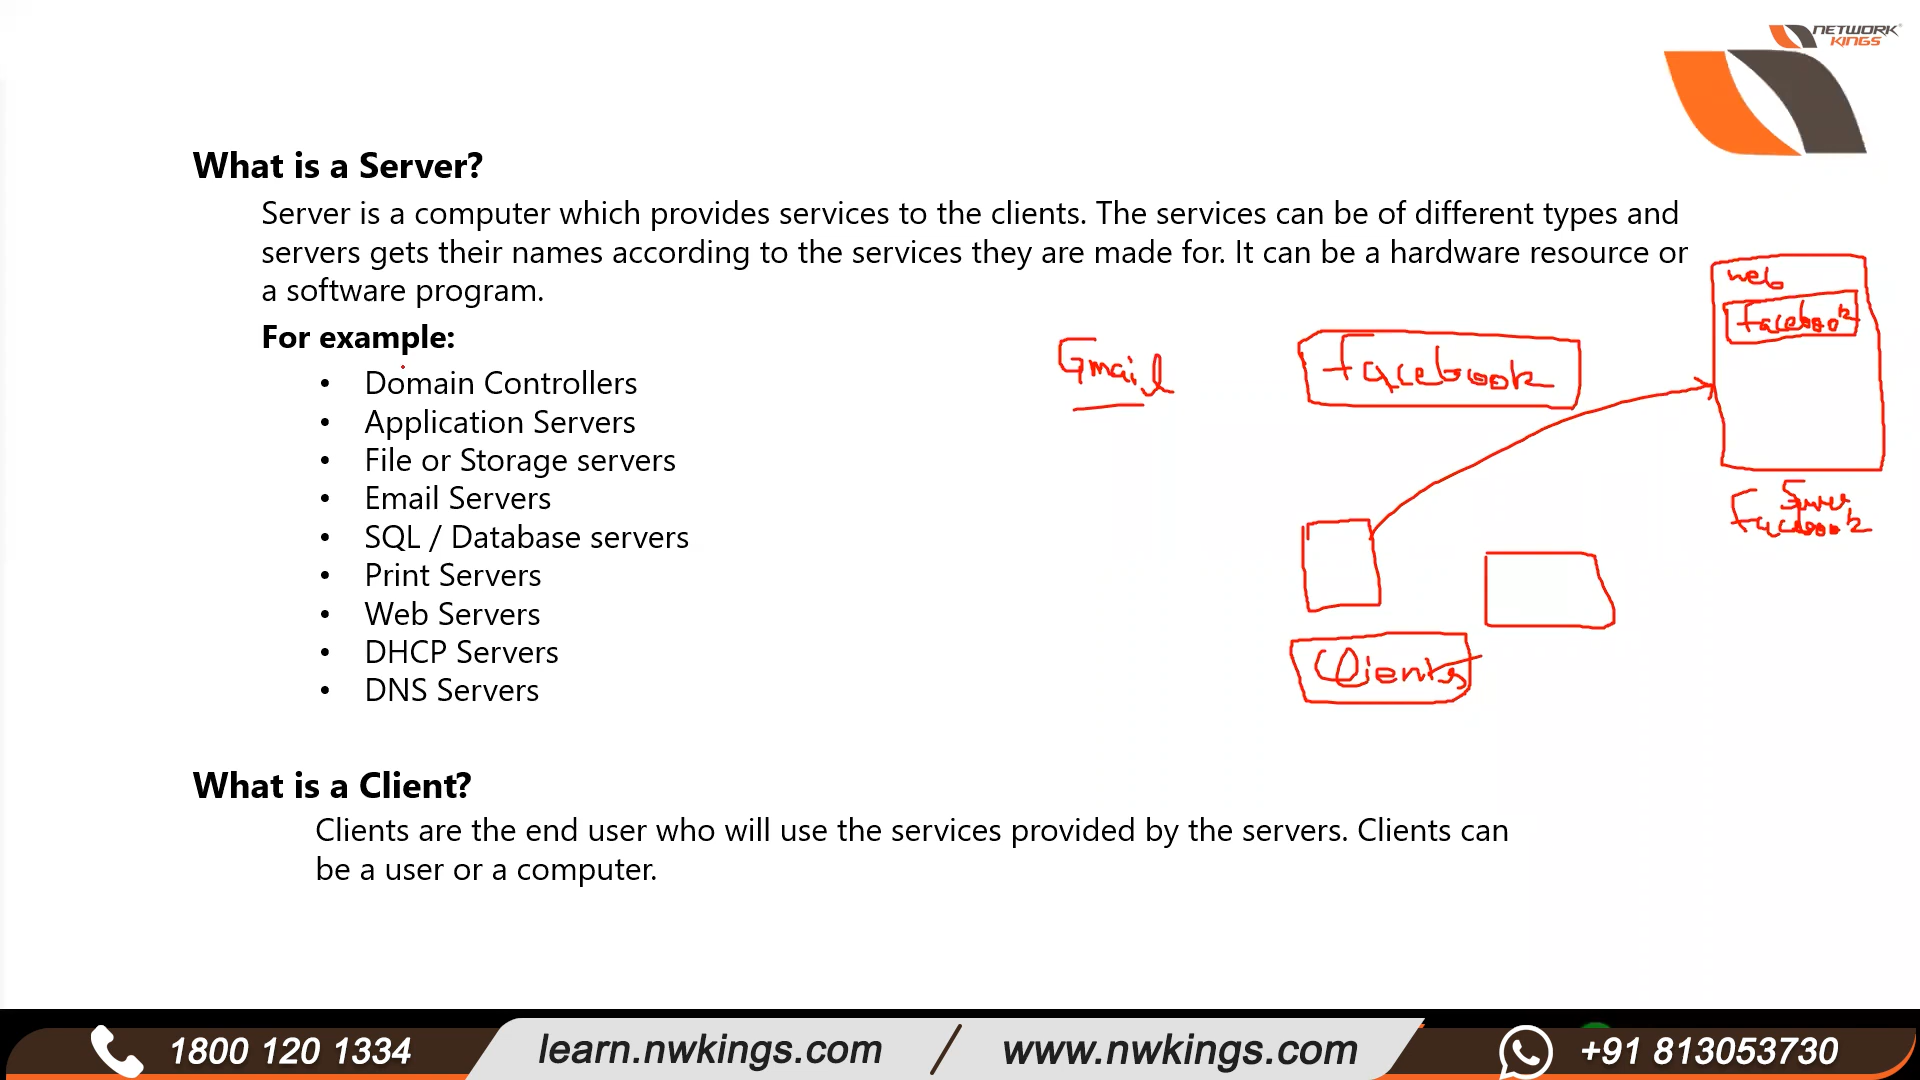 NETWORK
KINGS
What is a Server?
Server is a computer which provides services to the clients. The services can be of different types and
servers gets their names according to the services they are made for. It can be a hardware resource or
a software program.
For example:
• Domain Controllers
• Application Servers
• File or Storage servers
• Email Servers
• SQL / Database servers
• Print Servers
• Web Servers
• DHCP Servers
• DNS Servers
Gmail
facebook
web
facebook
Server
Facebook
Clients
What is a Client?
Clients are the end user who will use the services provided by the servers. Clients can
be a user or a computer.
1800 120 1334
learn.nwkings.com / www.nwkings.com
+91 813053730